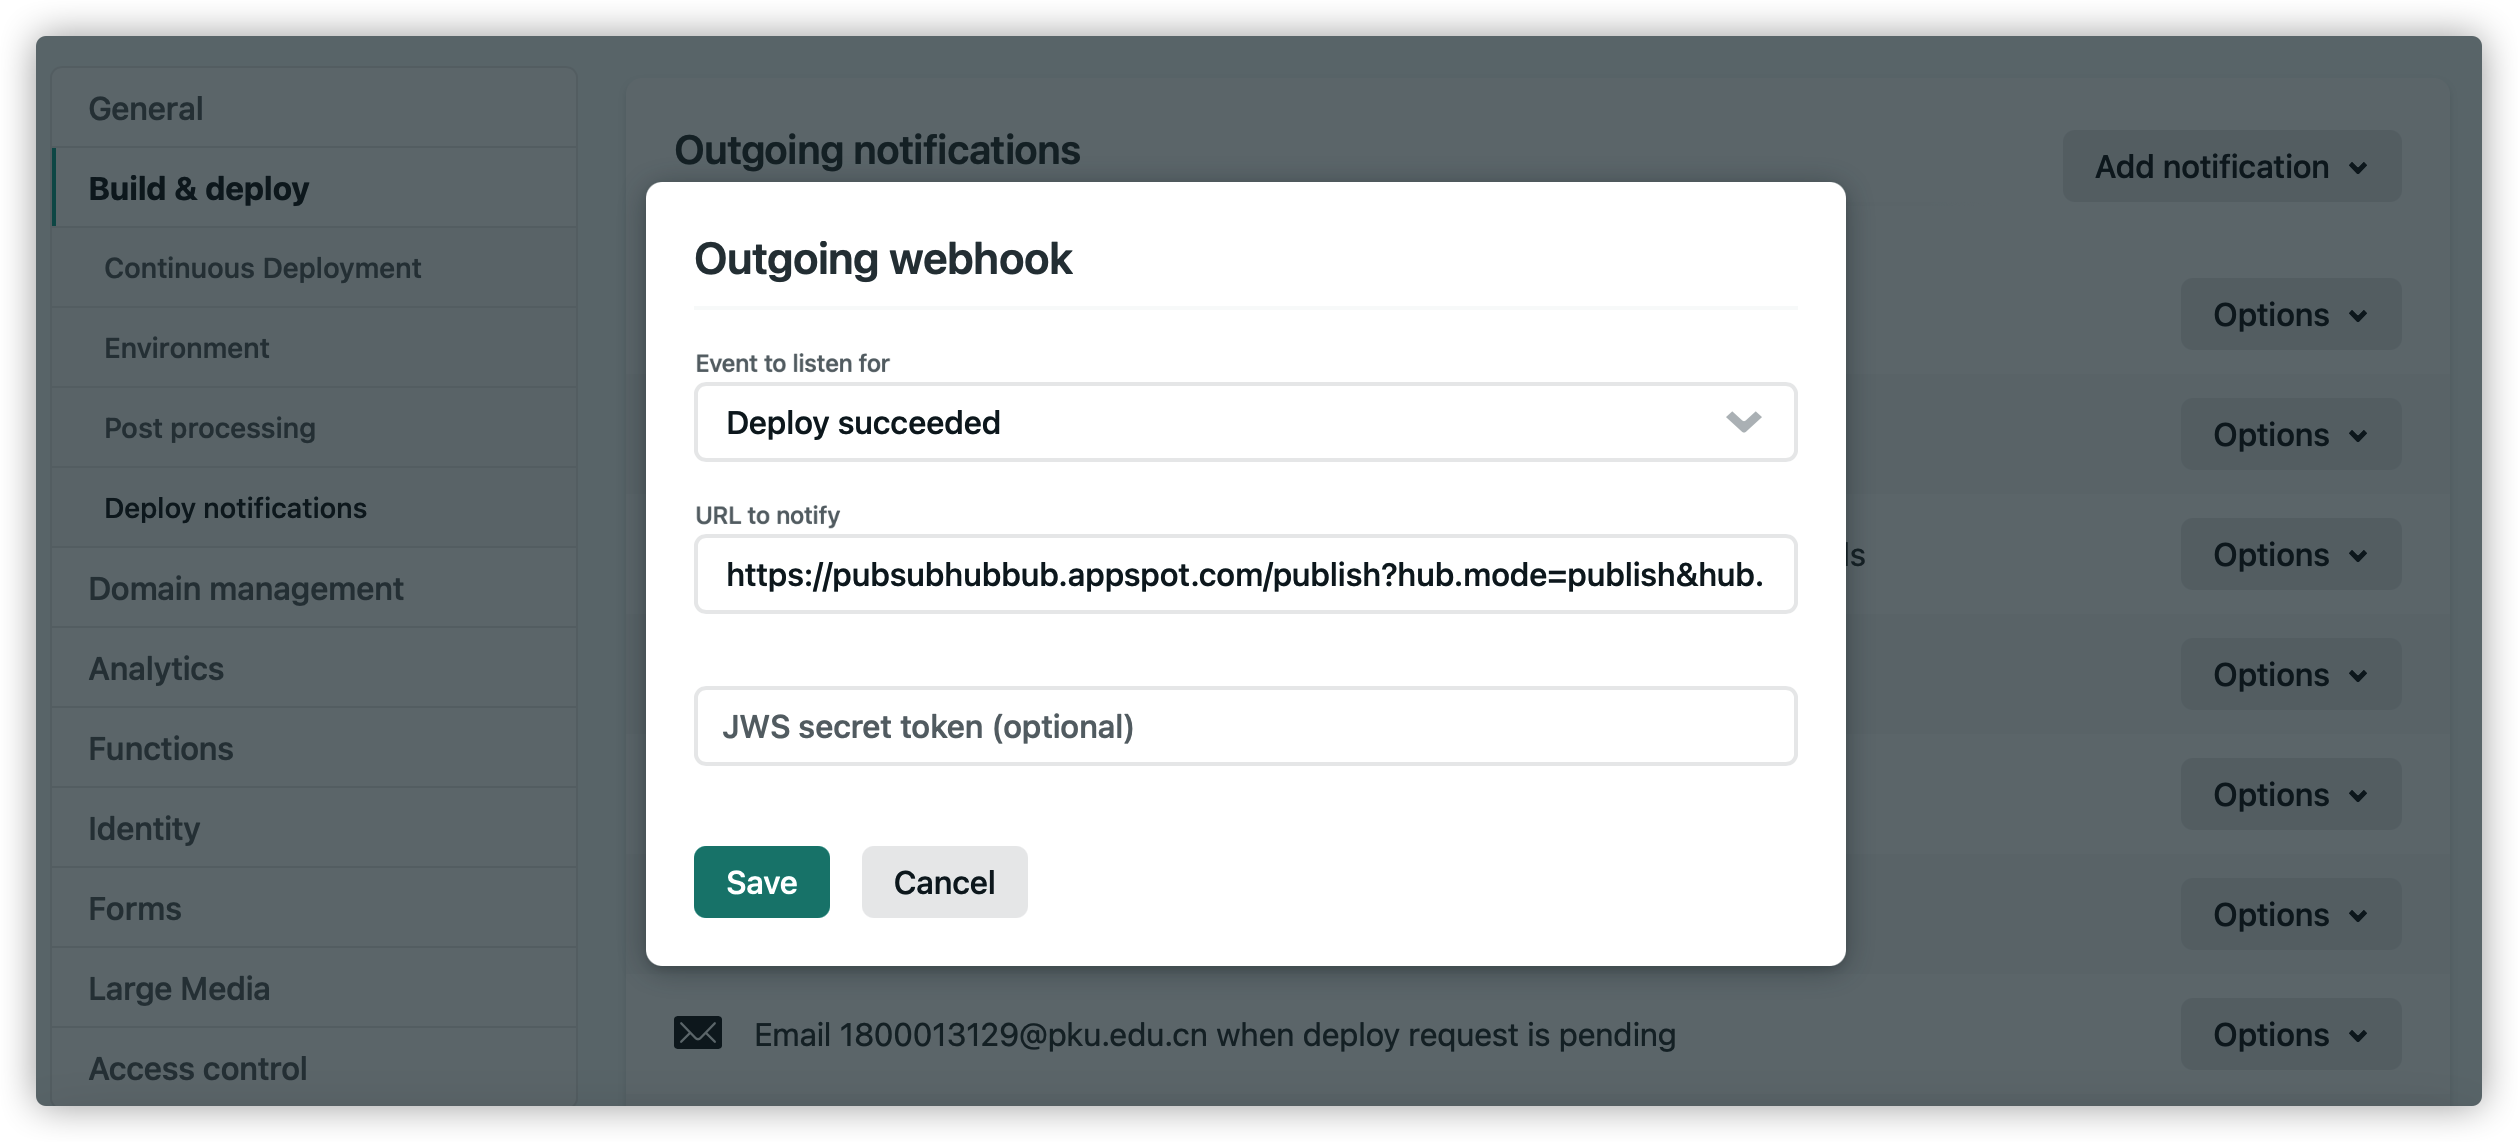 General
Build & deploy
Continuous Deployment
Environment
Post processing
Deploy notifications
Domain management
Analytics
Functions
Identity
Forms
Large Media
Access control
Outgoing notifications
Add notification
Outgoing webhook
Event to listen for
Deploy succeeded
URL to notify
https://pubsubhubbub.appspot.com/publish?hub.mode=publish&hub.
JWS secret token (optional)
Save
Cancel
Options
Options
Options
Options
Options
Options
Email 1800013129@pku.edu.cn when deploy request is pending
Options